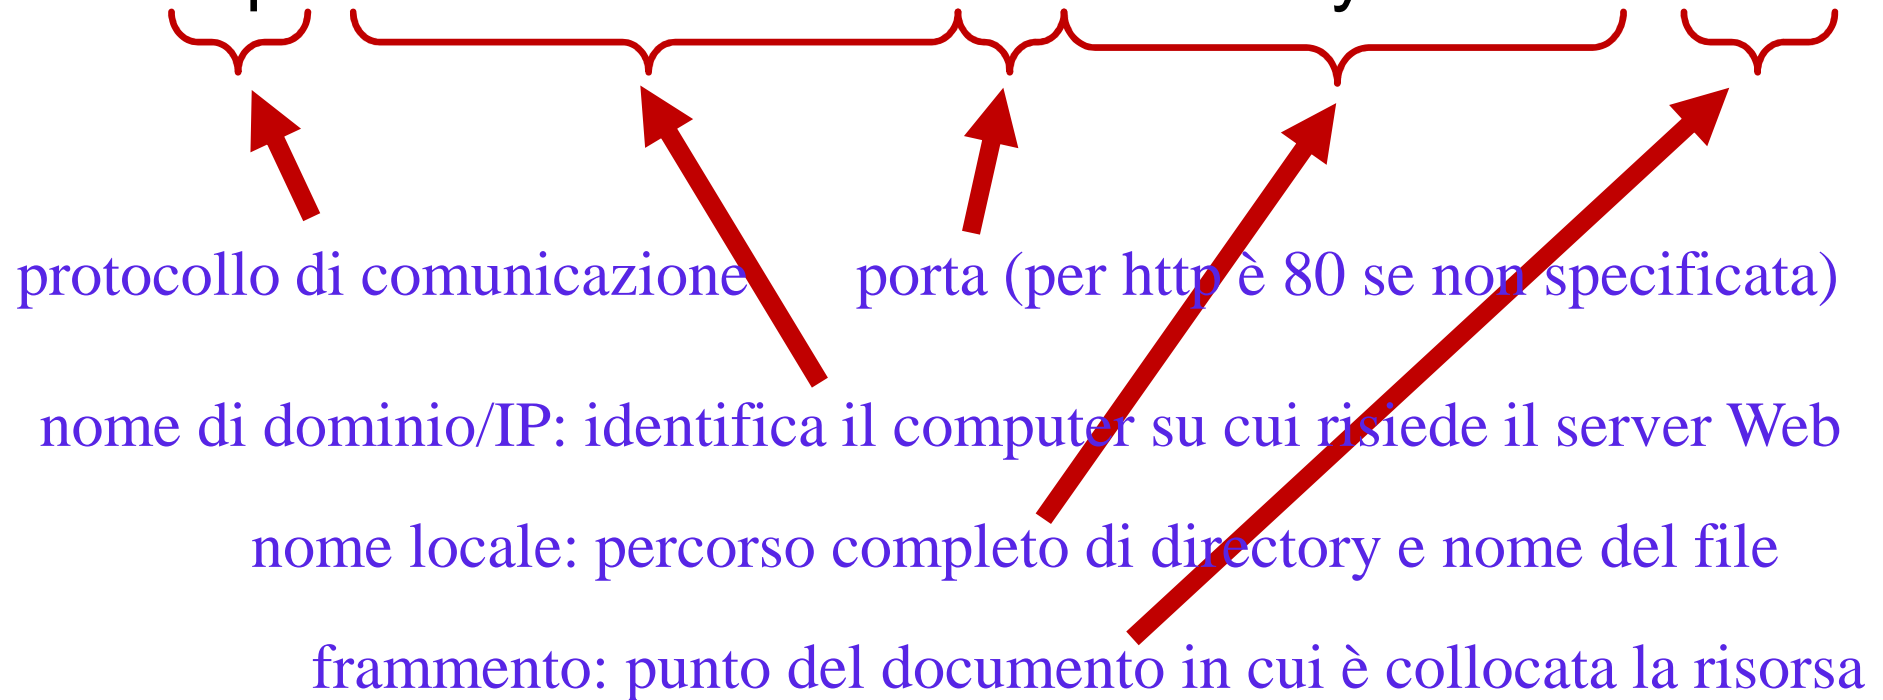 protocollo di comunicazione porta (per http è 80 se non specificata)
nome di dominio/IP: identifica il computer su cui risiede il server Web
nome locale: percorso completo di directory e nome del file
frammento: punto del documento in cui è collocata la risorsa